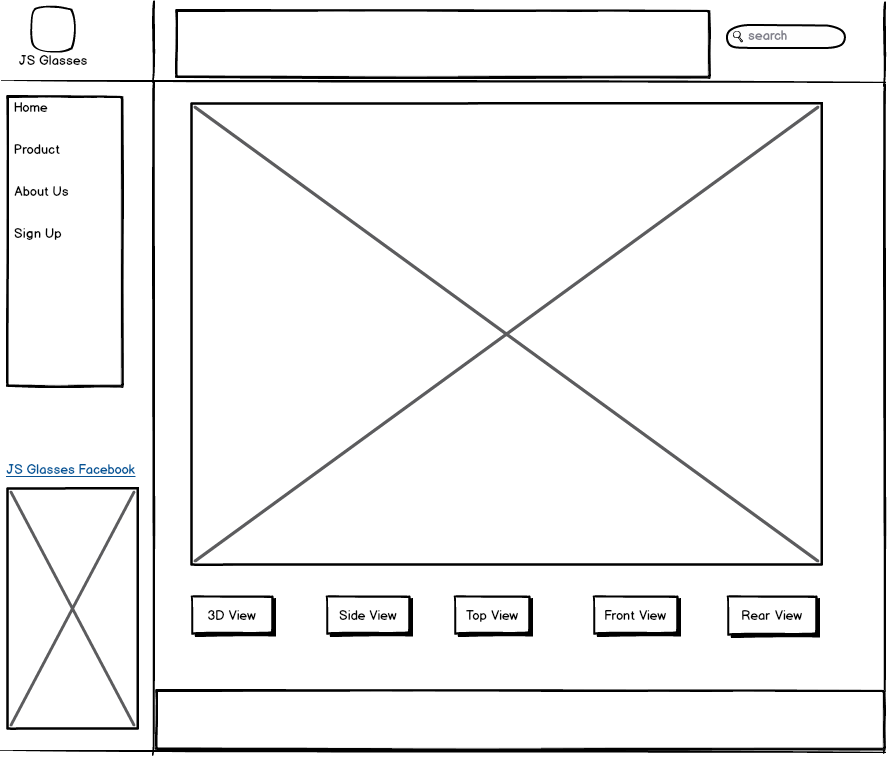 JS Glasses
search
Home
Product
About Us
Sign Up
JS Glasses Facebook
3D View
Side View
Top View
Front View
Rear View